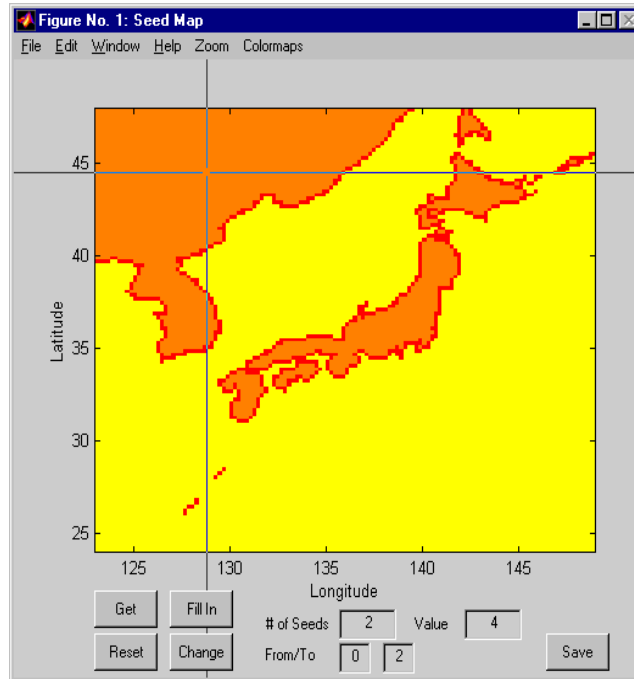 Figure No. 1: Seed Map
File Edit Window Help Zoom Colormaps
45
40
35
30
25
Latitude
125 130 135 140 145
Longitude
Get Fill In
# of Seeds 2 Value 4
Reset Change
From/To 0 2
Save